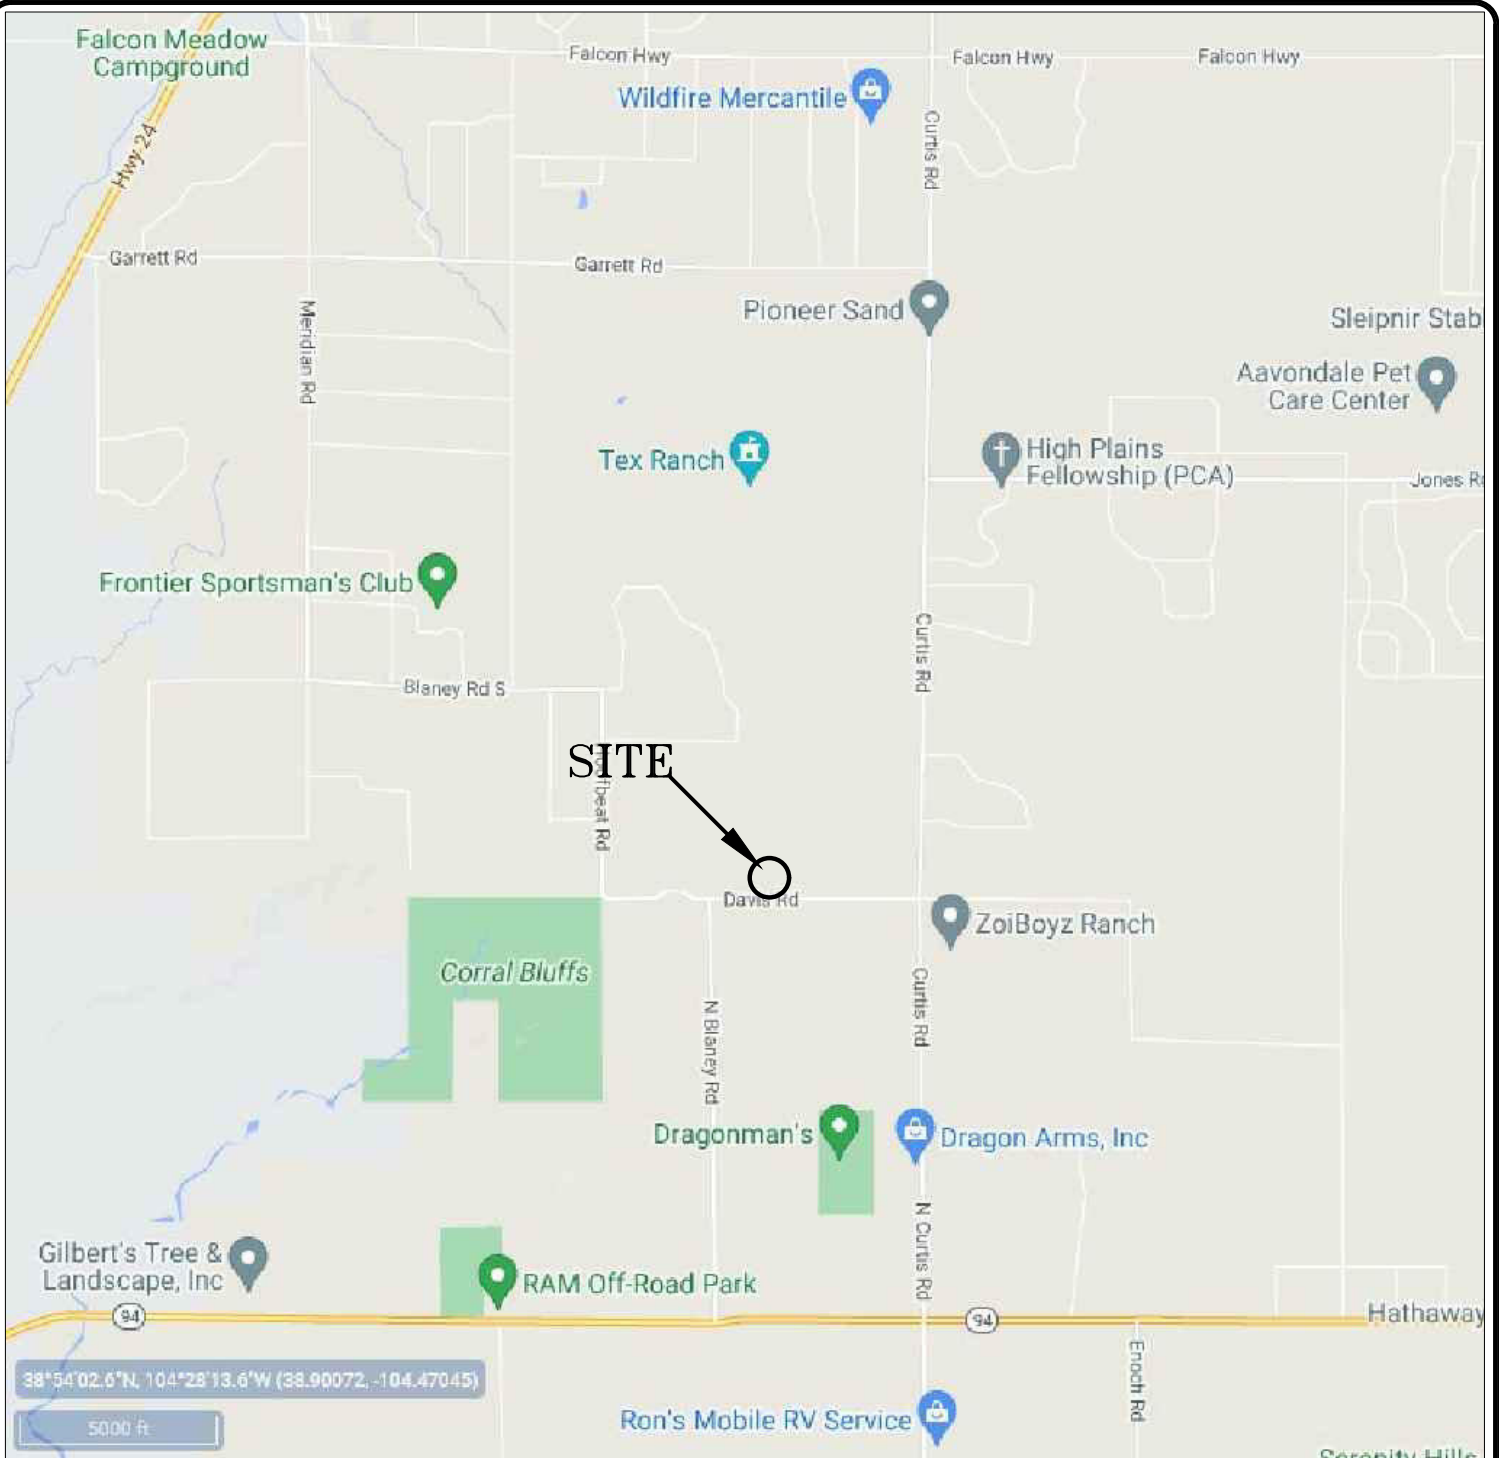 Falcon Meadow
Campground
Falcon Hwy
Falcon Hwy
Falcon Hwy
Wildfire Mercantile
Hwy 24
Curtis Rd
Garrett Rd
Garrett Rd
Meridian Rd
Pioneer Sand
Sleipnir Stab
Aavondale Pet
Care Center
Tex Ranch
High Plains
Fellowship (PCA)
Jones R
Frontier Sportsman's Club
Curtis Rd
Blaney Rd S
SITE
Rd
Davis Rd
ZoiBoyz Ranch
Corral Bluffs
Curtis Rd
N Blaney Rd
Dragonman's
Dragon Arms, Inc
N Curtis Rd
Gilbert's Tree &
Landscape, Inc
RAM Off-Road Park
94
94
Hathaway
38°54'02.6"N, 104°28'13.6"W (38.90072, -104.47045)
Enoch Rd
5000 ft
Ron's Mobile RV Service